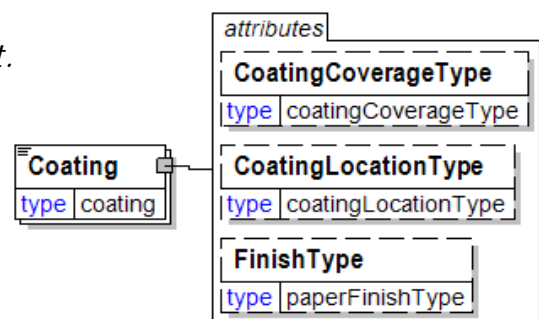 t.
attributes
CoatingCoverageType
type coatingCoverageType
Coating
type coating
CoatingLocationType
type coatingLocationType
FinishType
type paperFinishType